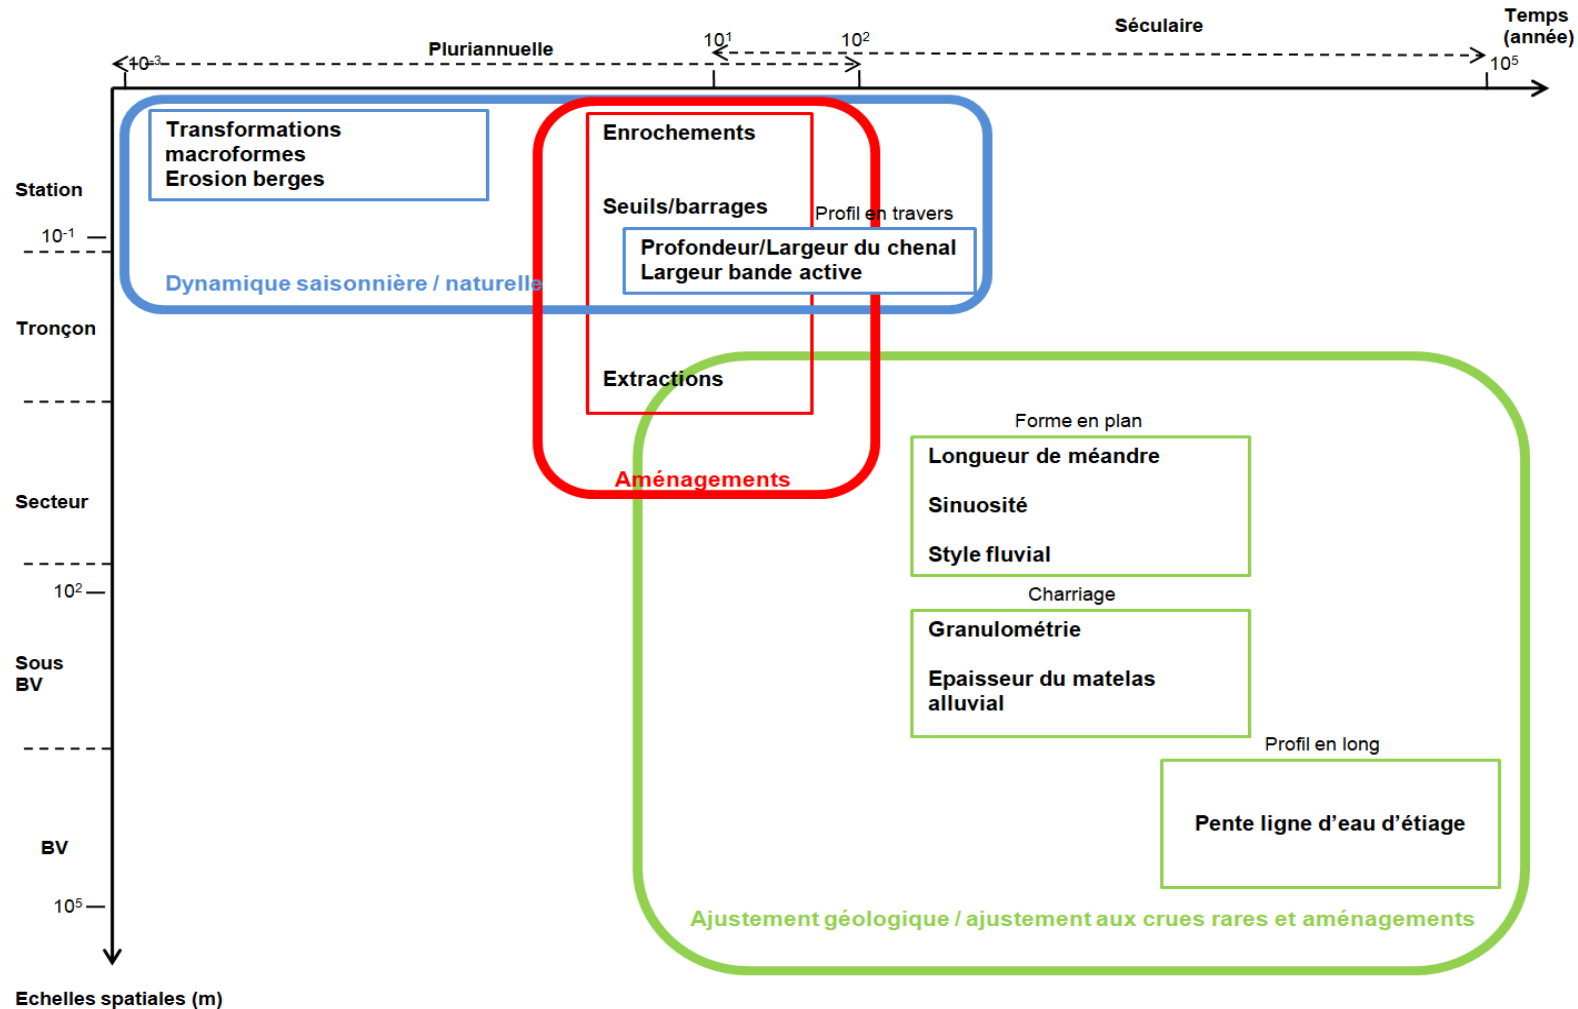 Temps
(année)
Séculaire
Pluriannuelle
10¹
10²
10⁻³
10⁵
Transformations
macroformes
Erosion berges
Enrochements
Station
Seuils/barrages
Profil en travers
10⁻¹
Profondeur/Largeur du chenal
Largeur bande active
Dynamique saisonnière / naturelle
Tronçon
Extractions
Forme en plan
Longueur de méandre
Aménagements
Secteur
Sinuosité
Style fluvial
10²
Charriage
Granulométrie
Sous
BV
Epaisseur du matelas
alluvial
Profil en long
Pente ligne d’eau d’étiage
BV
10⁵
Ajustement géologique / ajustement aux crues rares et aménagements
Echelles spatiales (m)